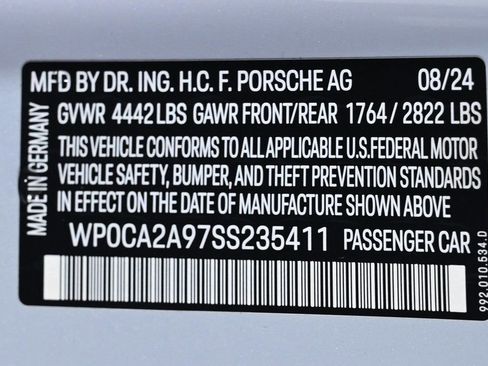 MFD BY DR. ING. H.C. F. PORSCHE AG 08/24
GVWR 4442 LBS GAWR FRONT/REAR 1764 / 2822 LBS
THIS VEHICLE CONFORMS TO ALL APPLICABLE U.S.FEDERAL MOTOR
VEHICLE SAFETY, BUMPER, AND THEFT PREVENTION STANDARDS
IN EFFECT ON THE DATE OF MANUFACTURE SHOWN ABOVE
WP0CA2A97SS235411 PASSENGER CAR
MADE IN GERMANY
992.010.534.D